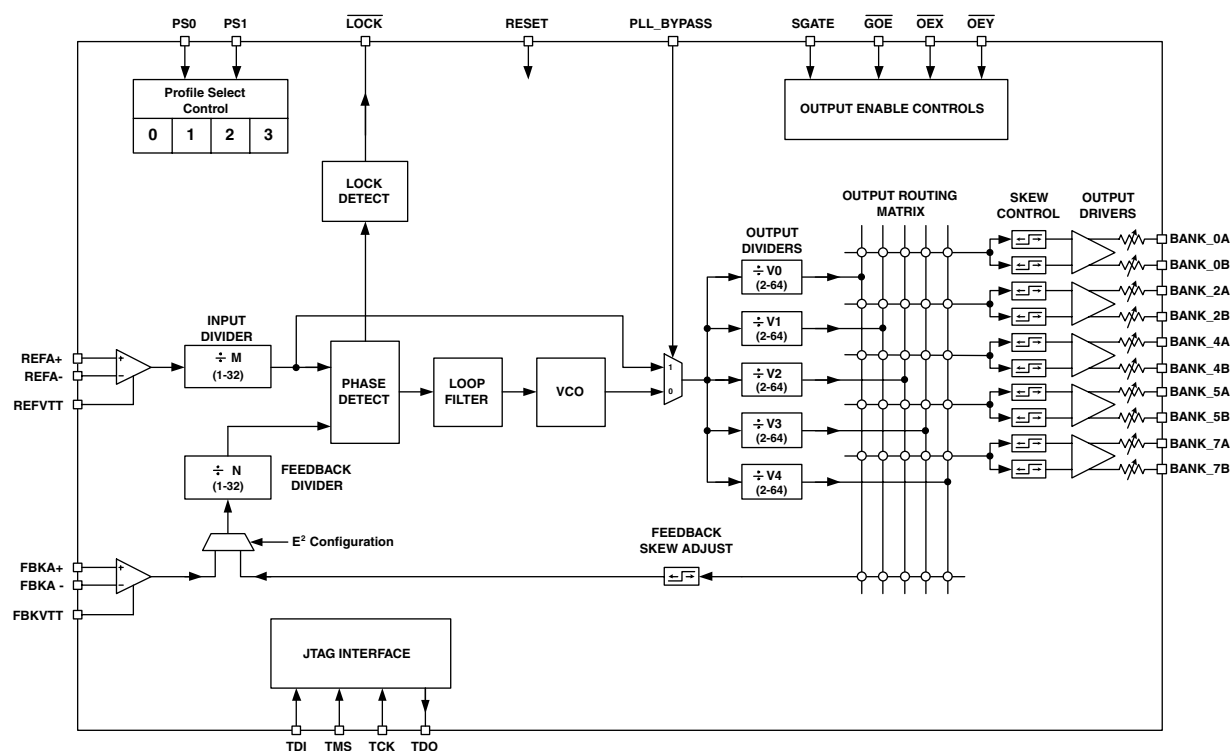 PS0 PS1 LOCK RESET PLL_BYPASS SGATE GOE OEX OEY
Profile Select
Control
0 1 2 3
OUTPUT ENABLE CONTROLS
LOCK
DETECT
OUTPUT ROUTING
MATRIX
SKEW
CONTROL
OUTPUT
DRIVERS
OUTPUT
DIVIDERS
BANK_0A
BANK_0B
BANK_2A
BANK_2B
BANK_4A
BANK_4B
BANK_5A
BANK_5B
BANK_7A
BANK_7B
÷ V0
(2-64)
÷ V1
(2-64)
÷ V2
(2-64)
÷ V3
(2-64)
÷ V4
(2-64)
INPUT
DIVIDER
÷ M
(1-32)
REFA+
REFA-
REFVTT
+
−
PHASE
DETECT
LOOP
FILTER
VCO
1
0
÷ N
(1-32)
FEEDBACK
DIVIDER
E² Configuration
FEEDBACK
SKEW ADJUST
FBKA+
FBKA -
FBKVTT
+
−
JTAG INTERFACE
TDI TMS TCK TDO